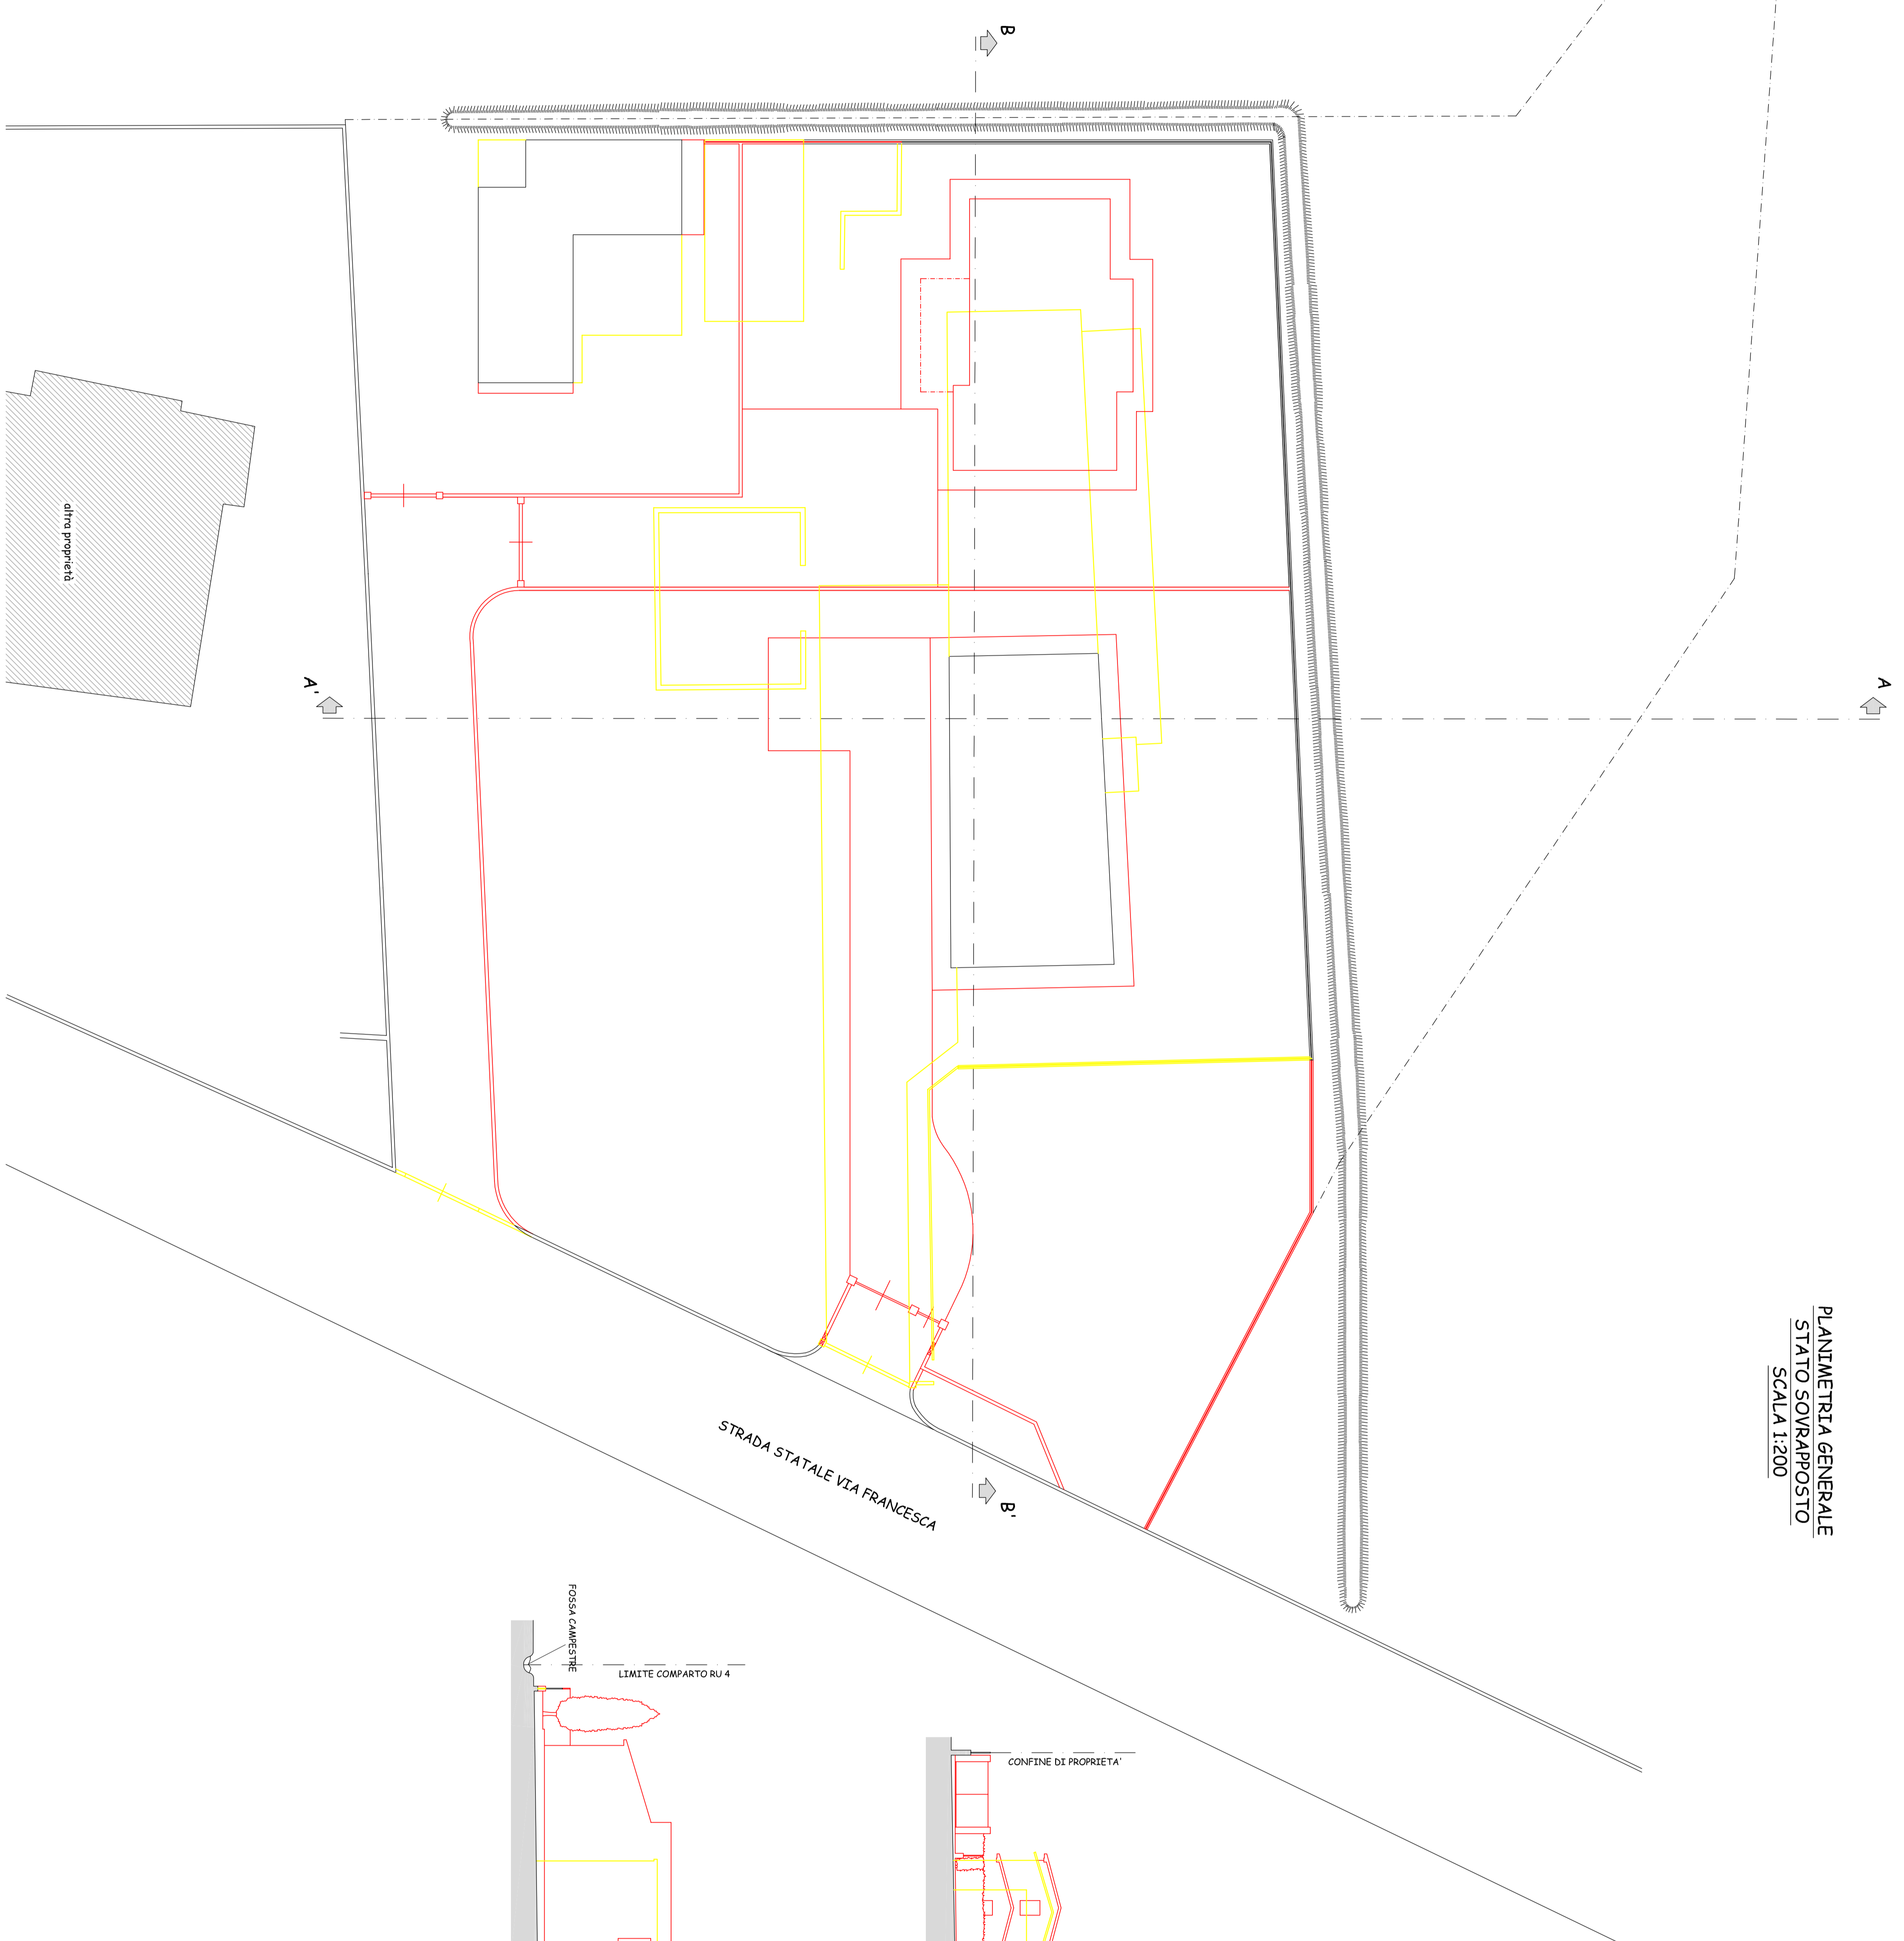 PLANIMETRIA GENERALE
STATO SOVRAPPOSTO
SCALA 1:200
B
A
A'
B'
altra proprietà
STRADA STATALE VIA FRANCESCA
FOSSA CAMPESTRE
LIMITE COMPARTO RU 4
CONFINE DI PROPRIETA'